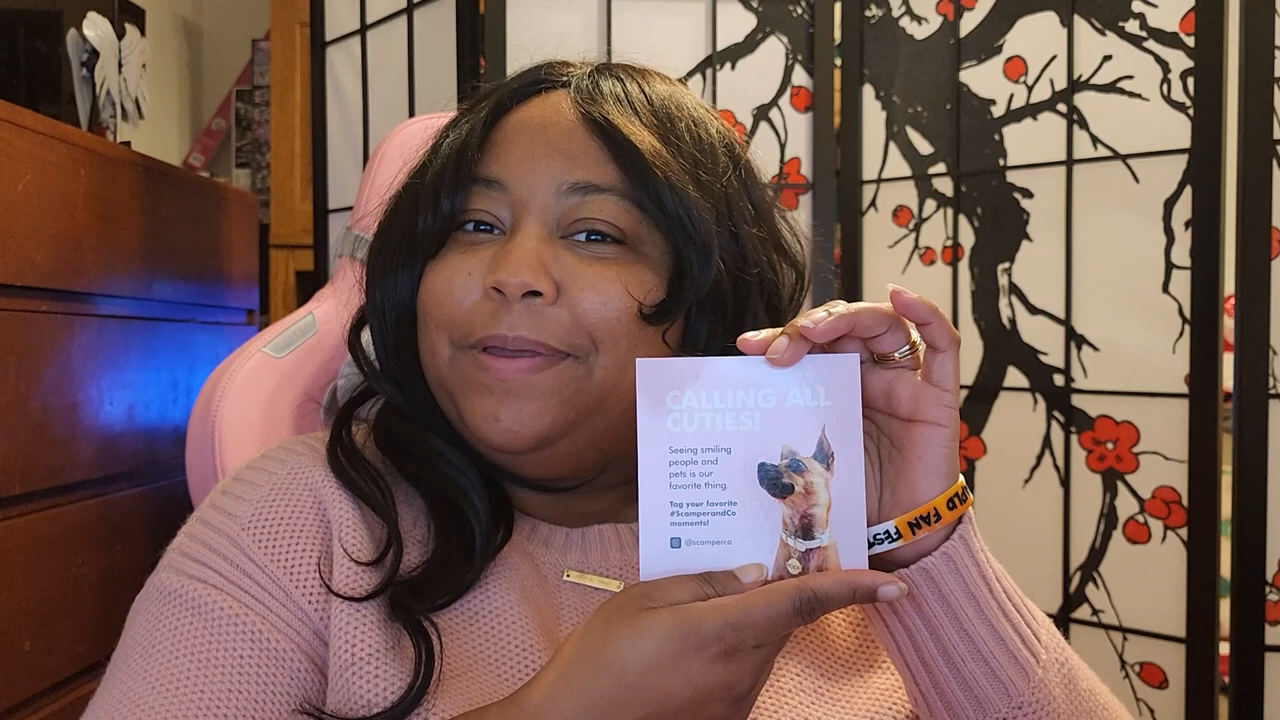 CALLING ALL
CUTIES!
Seeing smiling
people and
pets is our
favorite thing.
Tag your favorite
#ScamperandCo
moments!
@scamperco
FAN FEST